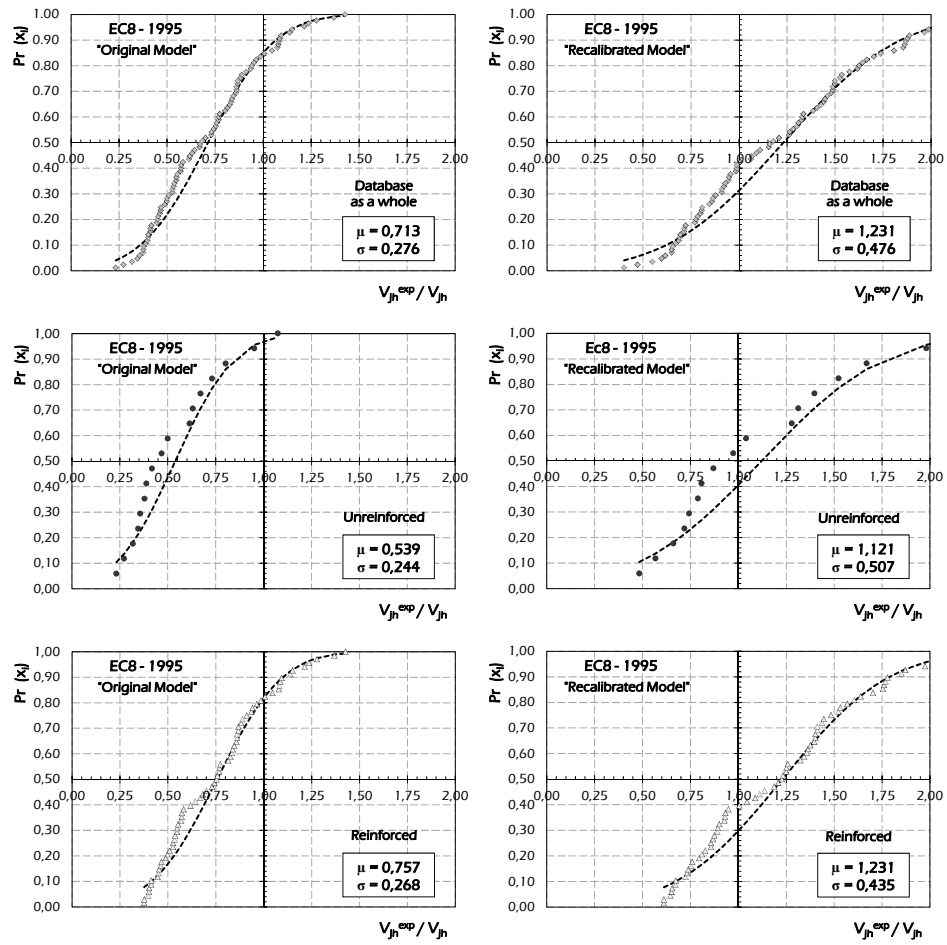 EC8 - 1995
"Original Model"
Pr (xi)
1.00
0.90
0.80
0.70
0.60
0.50
0.40
0.30
0.20
0.10
0.00
0.00 0.25 0.50 0.75 1.00 1.25 1.50 1.75 2.00
Database
as a whole
μ = 0,713
σ = 0,276
Vjh^exp / Vjh
EC8 - 1995
"Recalibrated Model"
Pr (xi)
1.00
0.90
0.80
0.70
0.60
0.50
0.40
0.30
0.20
0.10
0.00
0.00 0.25 0.50 0.75 1.00 1.25 1.50 1.75 2.00
Database
as a whole
μ = 1,231
σ = 0,476
Vjh^exp / Vjh
EC8 - 1995
"Original Model"
Pr (xi)
1,00
0,90
0,80
0,70
0,60
0,50
0,40
0,30
0,20
0,10
0,00
0,00 0,25 0,50 0,75 1,00 1,25 1,50 1,75 2,00
Unreinforced
μ = 0,539
σ = 0,244
Vjh^exp / Vjh
Ec8 - 1995
"Recalibrated Model"
Pr (xi)
1,00
0,90
0,80
0,70
0,60
0,50
0,40
0,30
0,20
0,10
0,00
0,00 0,25 0,50 0,75 1,00 1,25 1,50 1,75 2,00
Unreinforced
μ = 1,121
σ = 0,507
Vjh^exp / Vjh
EC8 - 1995
"Original Model"
Pr (xi)
1,00
0,90
0,80
0,70
0,60
0,50
0,40
0,30
0,20
0,10
0,00
0,00 0,25 0,50 0,75 1,00 1,25 1,50 1,75 2,00
Reinforced
μ = 0,757
σ = 0,268
Vjh^exp / Vjh
EC8 - 1995
"Recalibrated Model"
Pr (xi)
1,00
0,90
0,80
0,70
0,60
0,50
0,40
0,30
0,20
0,10
0,00
0,00 0,25 0,50 0,75 1,00 1,25 1,50 1,75 2,00
Reinforced
μ = 1,231
σ = 0,435
Vjh^exp / Vjh